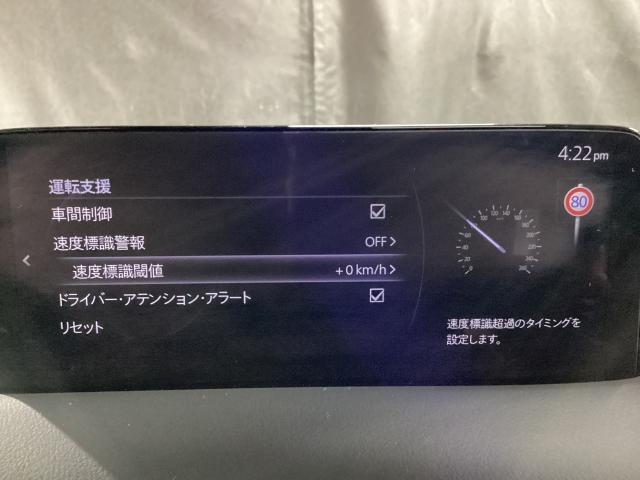 4:22pm
運転支援
車間制御
速度標識警報 OFF
速度標識閾値 +0 km/h
ドライバー・アテンション・アラート
リセット
80
速度標識超過のタイミングを
設定します。